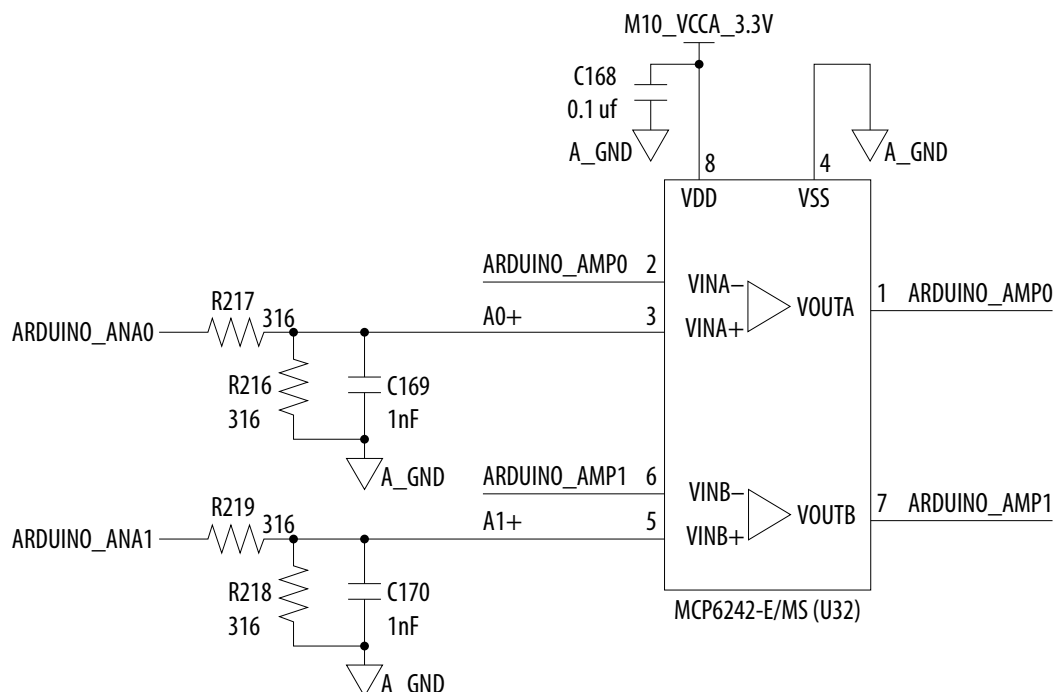 M10_VCCA_3.3V
C168
0.1 uf
A_GND
A_GND
8
4
VDD
VSS
ARDUINO_AMP0 2
VINA−
VOUTA
1 ARDUINO_AMP0
R217
316
ARDUINO_ANA0
A0+ 3
VINA+
R216
316
C169
1nF
A_GND
ARDUINO_AMP1 6
VINB−
VOUTB
7 ARDUINO_AMP1
R219
316
ARDUINO_ANA1
A1+ 5
VINB+
R218
316
C170
1nF
MCP6242-E/MS (U32)
A_GND